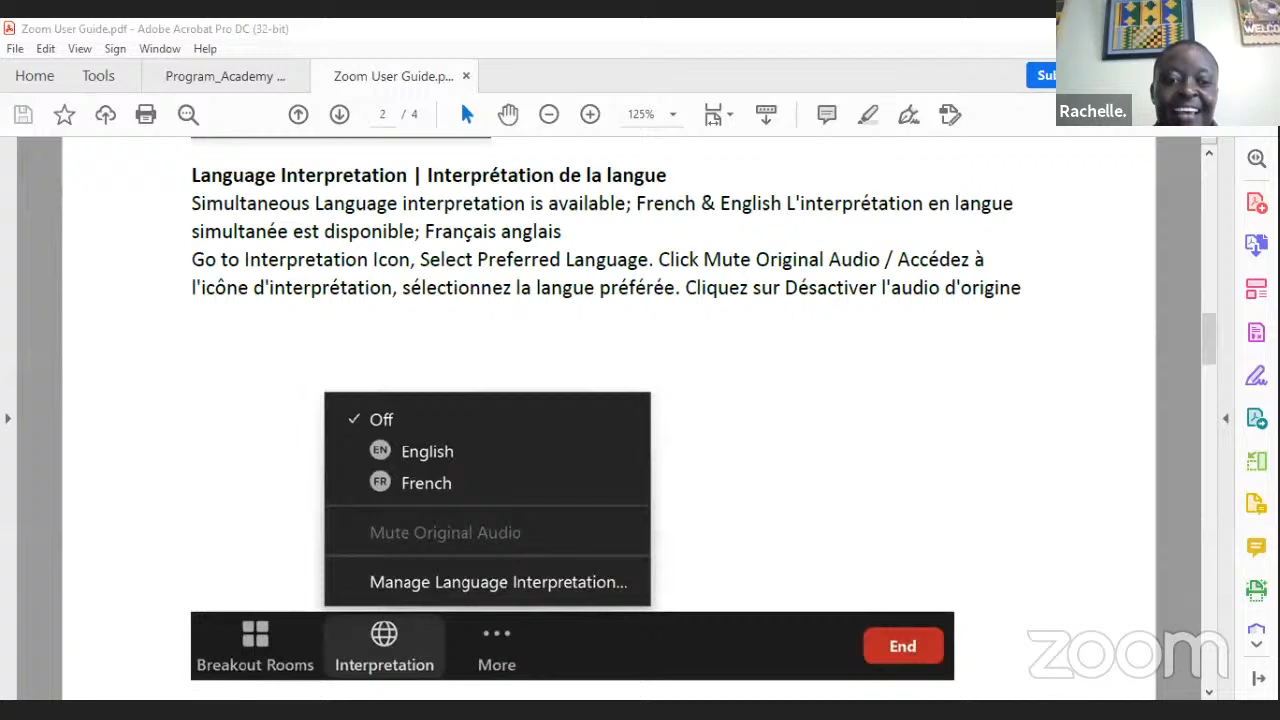 Zoom User Guide.pdf - Adobe Acrobat Pro DC (32-bit)
File Edit View Window Help
Home Tools Program_Academy ... Zoom User Guide.p... ×
2 / 4 125%
Rachelle.
Language Interpretation | Interprétation de la langue
Simultaneous Language interpretation is available; French & English L'interprétation en langue
simultanée est disponible; Français anglais
Go to Interpretation Icon, Select Preferred Language. Click Mute Original Audio / Accédez à
l'icône d'interprétation, sélectionnez la langue préférée. Cliquez sur Désactiver l'audio d'origine
Off
EN English
FR French
Mute Original Audio
Manage Language Interpretation...
Breakout Rooms Interpretation More End
zoom